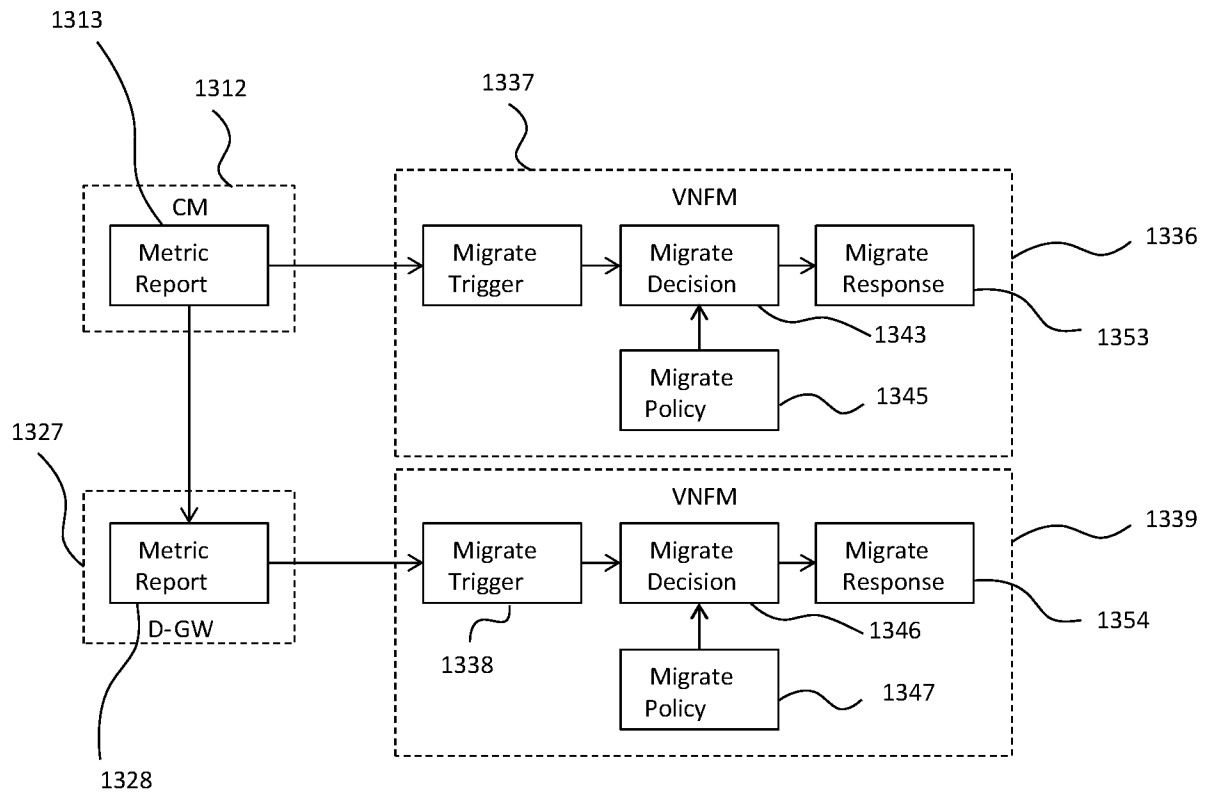 1313
1312
1337
CM
VNFM
Metric
Report
Migrate
Trigger
Migrate
Decision
Migrate
Response
1336
1343
1353
Migrate
Policy
1345
1327
VNFM
1339
Metric
Report
Migrate
Trigger
Migrate
Decision
Migrate
Response
D-GW
1338
1346
1354
Migrate
Policy
1347
1328